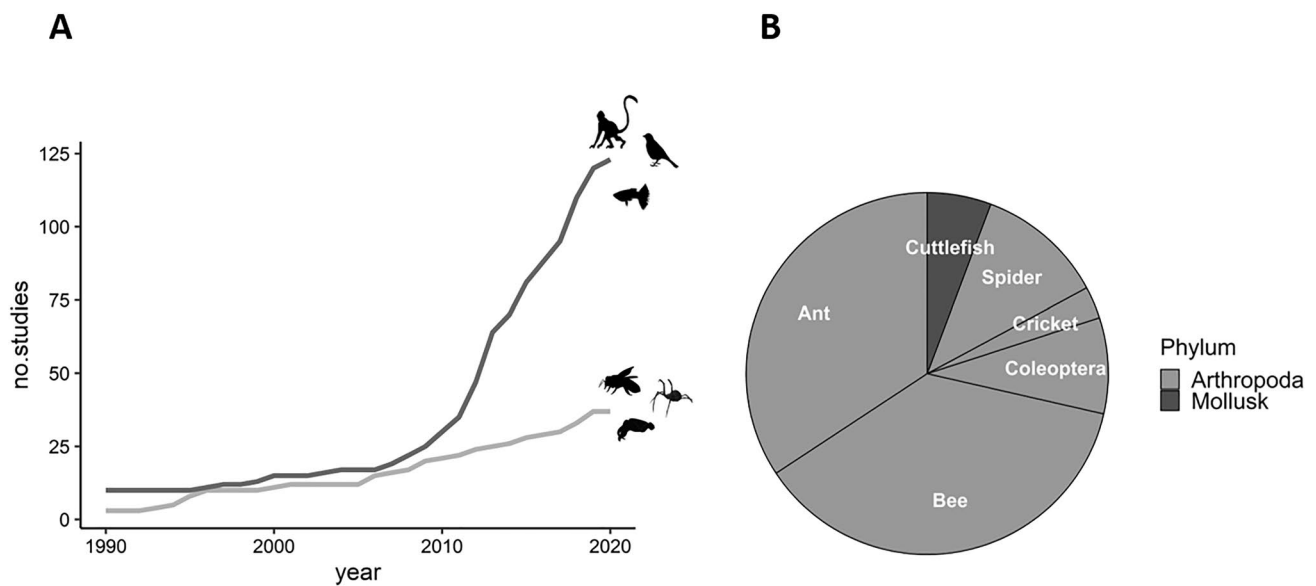 A
B
125
100
75
50
25
0
no.studies
1990
2000
2010
2020
year
Cuttlefish
Spider
Ant
Cricket
Coleoptera
Bee
Phylum
Arthropoda
Mollusk